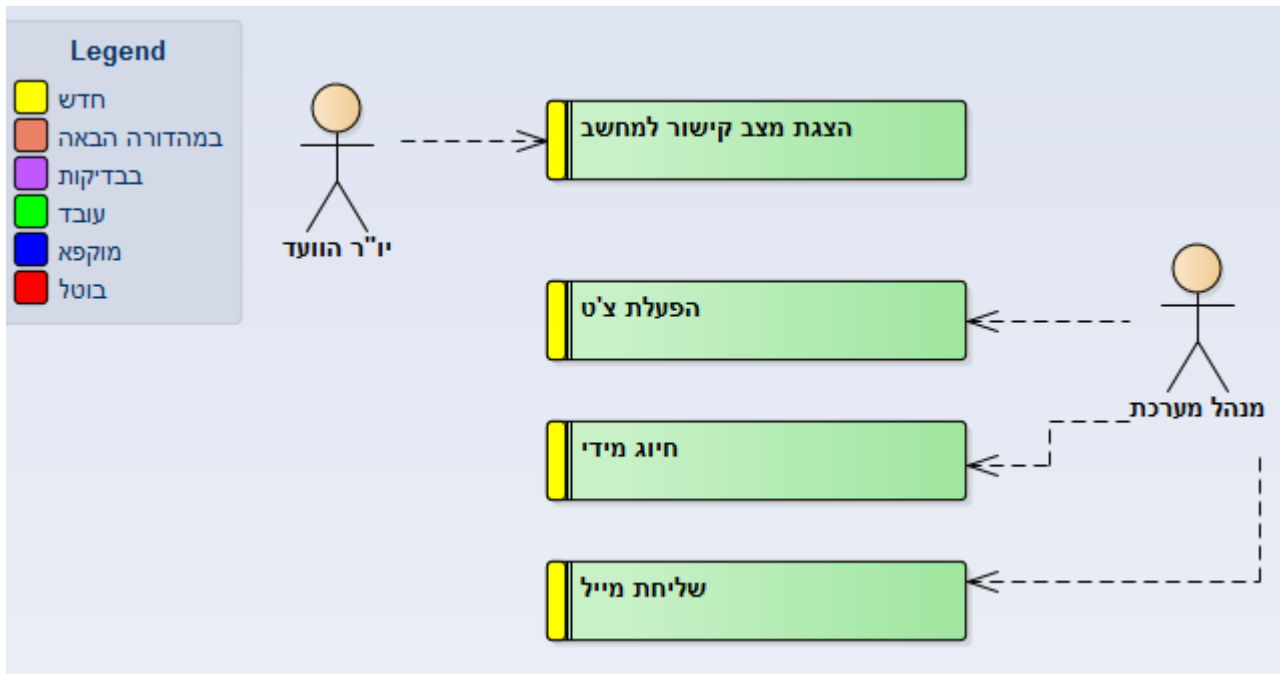 Legend
חדש
במהדורה הבאה
בבדיקות
עובד
מוקפא
בוטל
הצגת מצב קישור למחשב
יו"ר הוועד
הפעלת צ'ט
מנהל מערכת
חיוג מידי
שליחת מייל